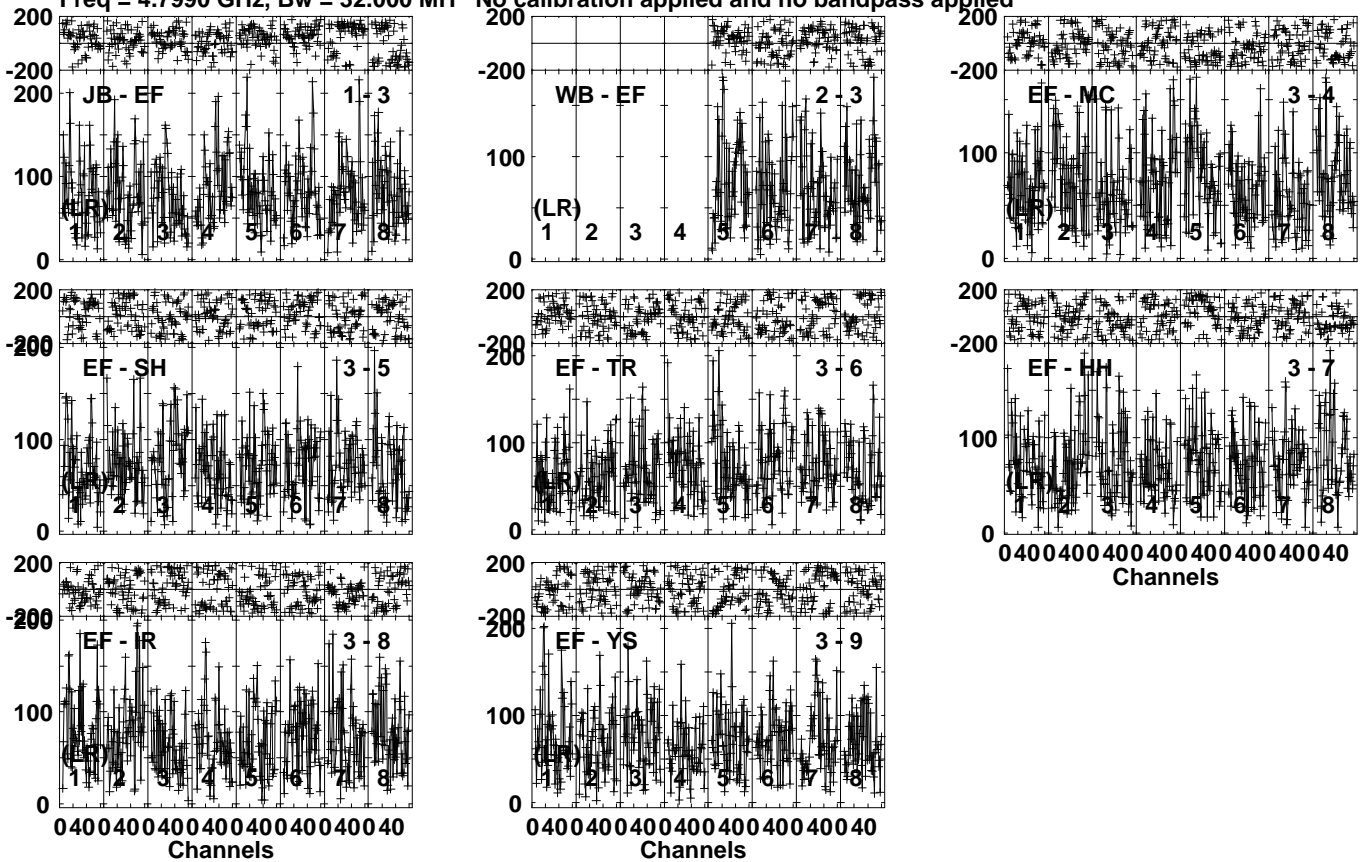 Freq = 4.7990 GHz, Bw = 32.000 MH No calibration applied and no bandpass applied
200
-200
200
100
0
JB - EF 1 - 3
(LR)
1 2 3 4 5 6 7 8
200
-200
100
0
WB - EF 2 - 3
(LR)
1 2 3 4 5 6 7 8
200
-200
100
0
EF - MC 3 - 4
(LR)
1 2 3 4 5 6 7 8
200
-200
200
100
0
EF - SH 3 - 5
(LR)
1 2 3 4 5 6 7 8
200
-200
200
100
0
EF - TR 3 - 6
(LR)
1 2 3 4 5 6 7 8
200
-200
100
0
EF - HH 3 - 7
(LR)
1 2 3 4 5 6 7 8
0 40 0 40 0 40 0 40 0 40 0 40 0 40 0 40
Channels
200
-200
200
100
0
EF - IR 3 - 8
(LR)
1 2 3 4 5 6 7 8
0 40 0 40 0 40 0 40 0 40 0 40 0 40 0 40
Channels
200
-200
200
100
0
EF - YS 3 - 9
(LR)
1 2 3 4 5 6 7 8
0 40 0 40 0 40 0 40 0 40 0 40 0 40 0 40
Channels